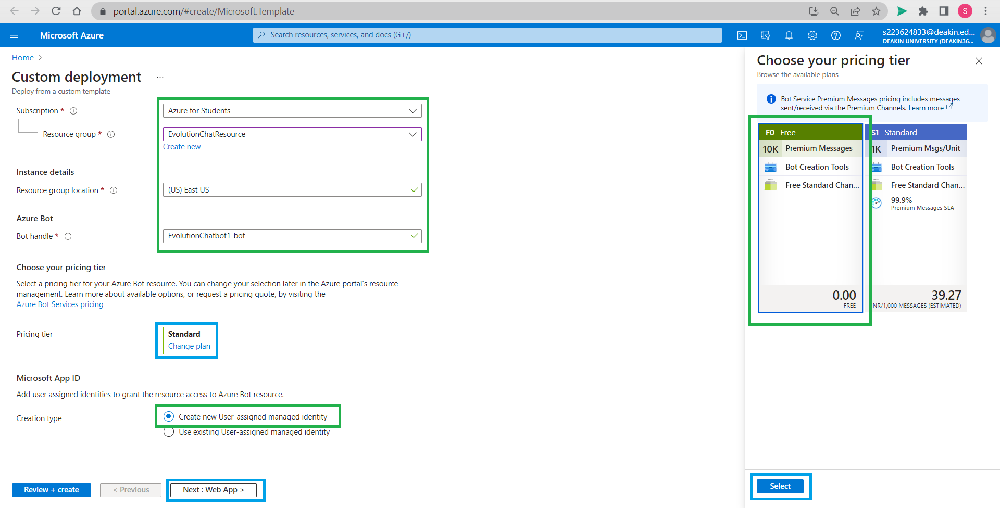 portal.azure.com/#create/Microsoft.Template
S
Microsoft Azure
Search resources, services, and docs (G+/)
s223624833@deakin.ed...
DEAKIN UNIVERSITY (DEAKIN36...
Home >
Custom deployment ...
Deploy from a custom template
Subscription *
Azure for Students
Resource group *
EvolutionChatResource
Create new
Instance details
Resource group location *
(US) East US
Azure Bot
Bot handle *
EvolutionChatbot1-bot
Choose your pricing tier
Select a pricing tier for your Azure Bot resource. You can change your selection later in the Azure portal's resource
management. Learn more about available options, or request a pricing quote, by visiting the
Azure Bot Services pricing
Pricing tier
Standard
Change plan
Microsoft App ID
Add user assigned identities to grant the resource access to Azure Bot resource.
Creation type
Create new User-assigned managed identity
Use existing User-assigned managed identity
Review + create
< Previous
Next : Web App >
Choose your pricing tier
Browse the available plans
Bot Service Premium Messages pricing includes messages
sent/received via the Premium Channels. Learn more
F0 Free
10K Premium Messages
Bot Creation Tools
Free Standard Chan...
0.00
FREE
S1 Standard
1K Premium Msgs/Unit
Bot Creation Tools
Free Standard Chan...
99.9%
Premium Messages SLA
39.27
INR/1,000 MESSAGES (ESTIMATED)
Select